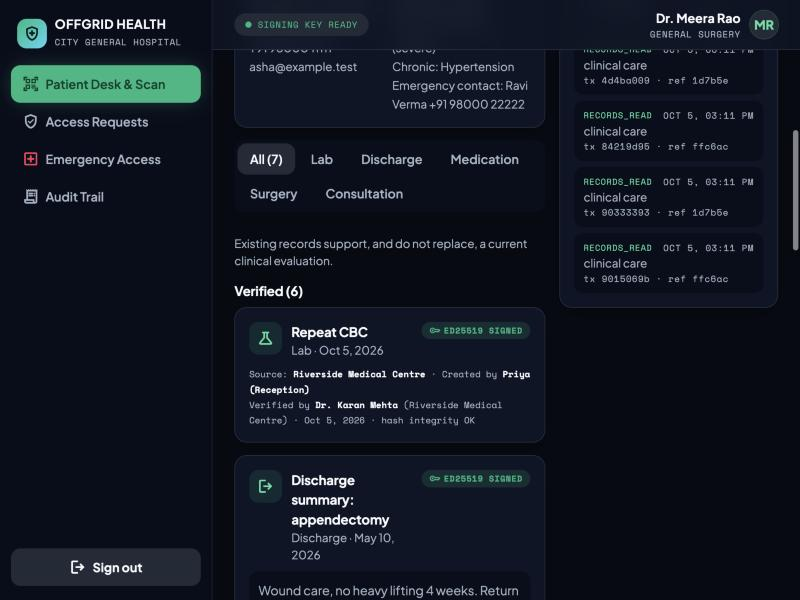 OFFGRID HEALTH
CITY GENERAL HOSPITAL
Patient Desk & Scan
Access Requests
Emergency Access
Audit Trail
Sign out
SIGNING KEY READY
Dr. Meera Rao
GENERAL SURGERY
MR
asha@example.test
(severe)
Chronic: Hypertension
Emergency contact: Ravi
Verma +91 98000 22222
All (7)
Lab
Discharge
Medication
Surgery
Consultation
Existing records support, and do not replace, a current
clinical evaluation.
Verified (6)
Repeat CBC
Lab · Oct 5, 2026
ED25519 SIGNED
Source: Riverside Medical Centre · Created by Priya
(Reception)
Verified by Dr. Karan Mehta (Riverside Medical
Centre) · Oct 5, 2026 · hash integrity OK
Discharge
summary:
appendectomy
Discharge · May 10,
2026
ED25519 SIGNED
Wound care, no heavy lifting 4 weeks. Return
RECORDS_READ OCT 5, 03:11 PM
clinical care
tx 4d4ba009 · ref 1d7b5e
RECORDS_READ OCT 5, 03:11 PM
clinical care
tx 84219d95 · ref ffc6ac
RECORDS_READ OCT 5, 03:11 PM
clinical care
tx 90333393 · ref 1d7b5e
RECORDS_READ OCT 5, 03:11 PM
clinical care
tx 9015069b · ref ffc6ac